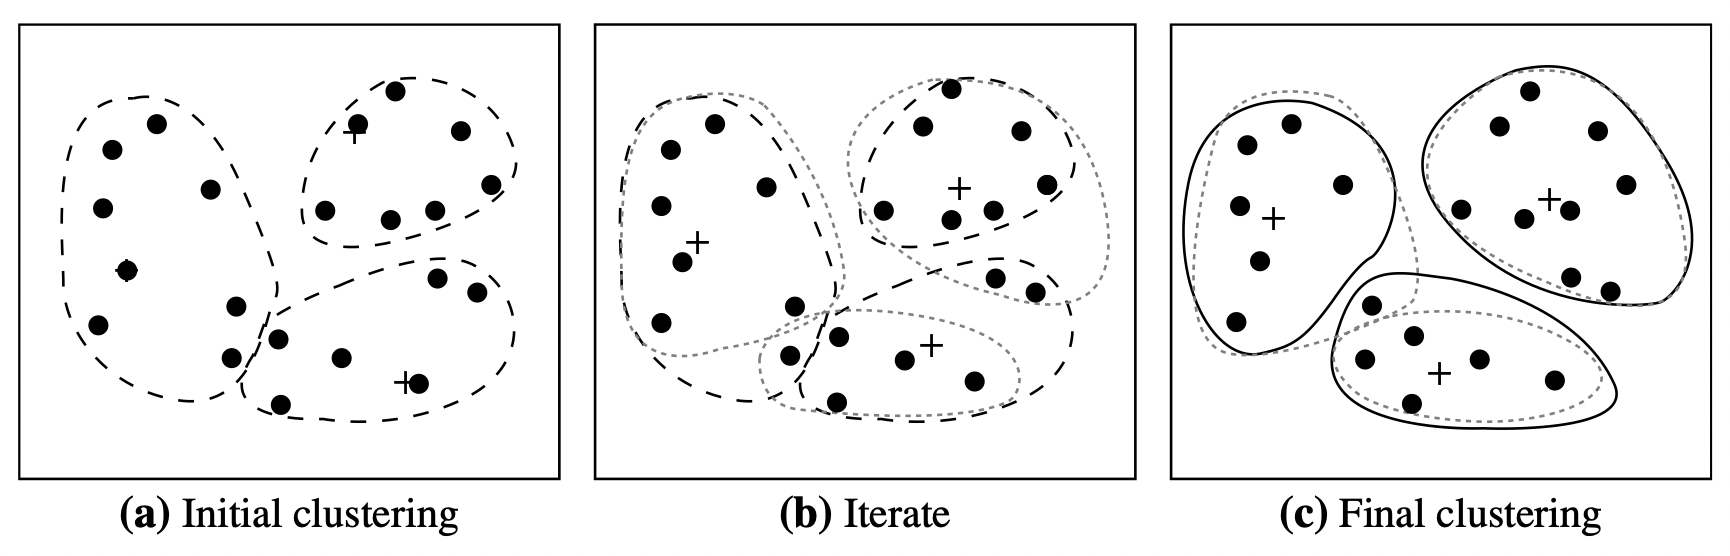 (a) Initial clustering
(b) Iterate
(c) Final clustering